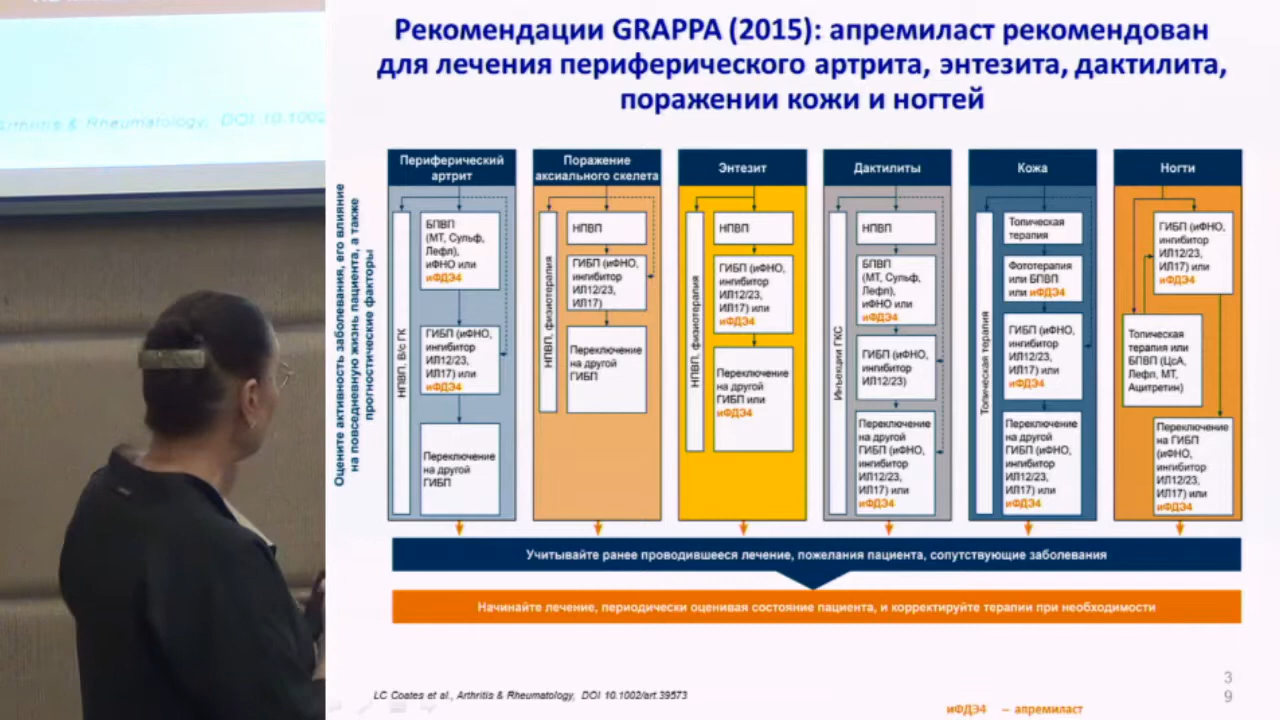 Arthritis & Rheumatology, DOI 10.1002
Рекомендации GRAPPA (2015): апремиласт рекомендован
для лечения периферического артрита, энтезита, дактилита,
поражении кожи и ногтей
Оцените активность заболевания, его влияние
на повседневную жизнь пациента, а также
прогностические факторы
Периферический
артрит
НПВП, В/с ГК
БПВП
(МТ, Сульф,
Лефл),
иФНО или
иФДЭ4
ГИБП (иФНО,
ингибитор
ИЛ12/23,
ИЛ17) или
иФДЭ4
Переключение
на другой
ГИБП
Поражение
аксиального скелета
НПВП, физиотерапия
НПВП
ГИБП (иФНО,
ингибитор
ИЛ12/23,
ИЛ17)
Переключение
на другой
ГИБП
Энтезит
НПВП, физиотерапия
НПВП
ГИБП (иФНО,
ингибитор
ИЛ12/23,
ИЛ17) или
иФДЭ4
Переключение
на другой
ГИБП или
иФДЭ4
Дактилиты
Инъекции ГКС
НПВП
БПВП
(МТ, Сульф,
Лефл),
иФНО или
иФДЭ4
ГИБП (иФНО,
ингибитор
ИЛ12/23)
Переключение
на другой
ГИБП (иФНО,
ингибитор
ИЛ12/23,
ИЛ17) или
иФДЭ4
Кожа
Топическая терапия
Топическая
терапия
Фототерапия
или БПВП
или иФДЭ4
ГИБП (иФНО,
ингибитор
ИЛ12/23,
ИЛ17) или
иФДЭ4
Переключение
на другой
ГИБП (иФНО,
ингибитор
ИЛ12/23,
ИЛ17) или
иФДЭ4
Ногти
ГИБП (иФНО,
ингибитор
ИЛ12/23,
ИЛ17) или
иФДЭ4
Топическая
терапия или
БПВП (ЦсА,
Лефл, МТ,
Ацитретин)
Переключение
на ГИБП
(иФНО,
ингибитор
ИЛ12/23,
ИЛ17) или
иФДЭ4
Учитывайте ранее проводившееся лечение, пожелания пациента, сопутствующие заболевания
Начинайте лечение, периодически оценивая состояние пациента, и корректируйте терапии при необходимости
LC Coates et al., Arthritis & Rheumatology, DOI 10.1002/art.39573
3
9
иФДЭ4 – апремиласт